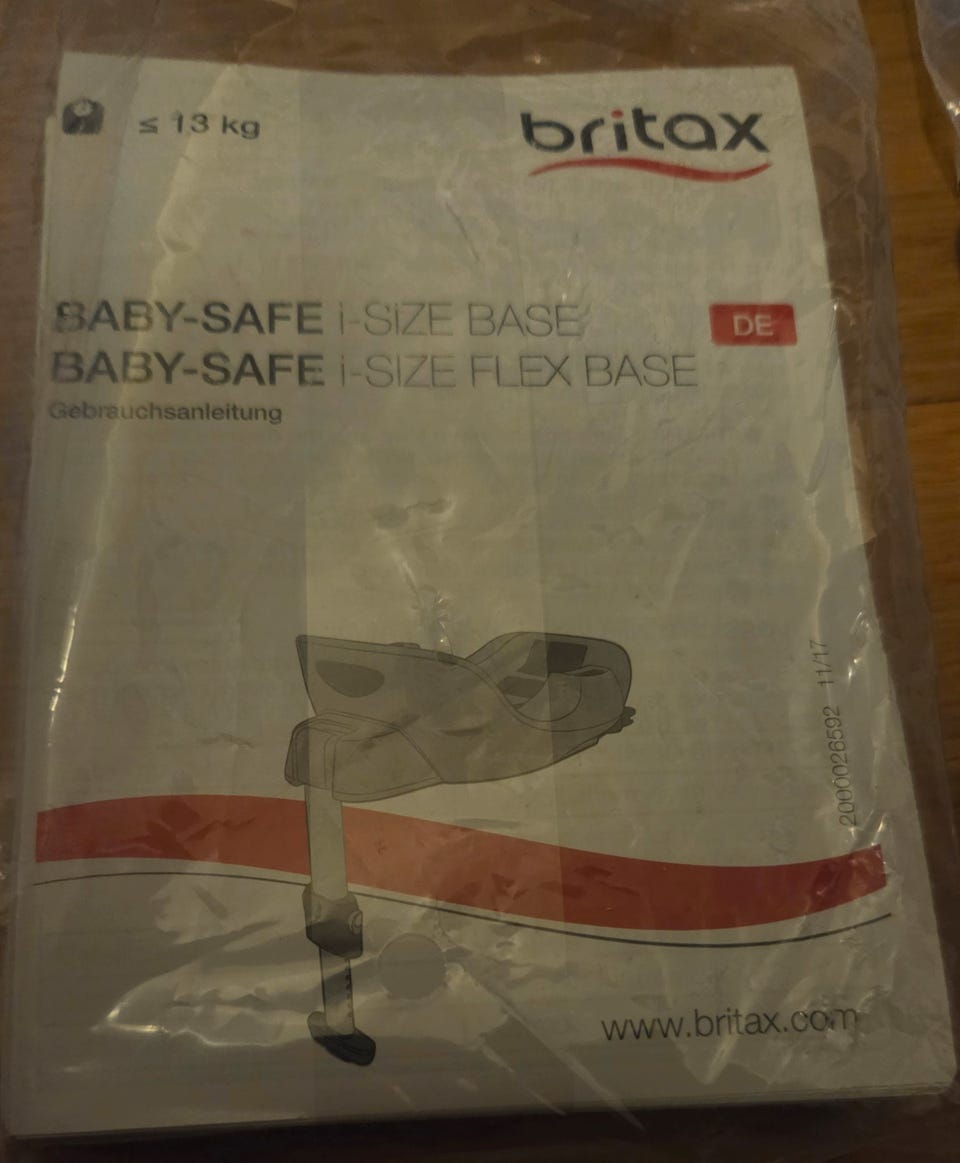 ≤ 13 kg
britax
BABY-SAFE i-SiZE BASE
BABY-SAFE i-SIZE FLEX BASE
DE
Gebrauchsanleitung
2000026592 11/17
www.britax.com